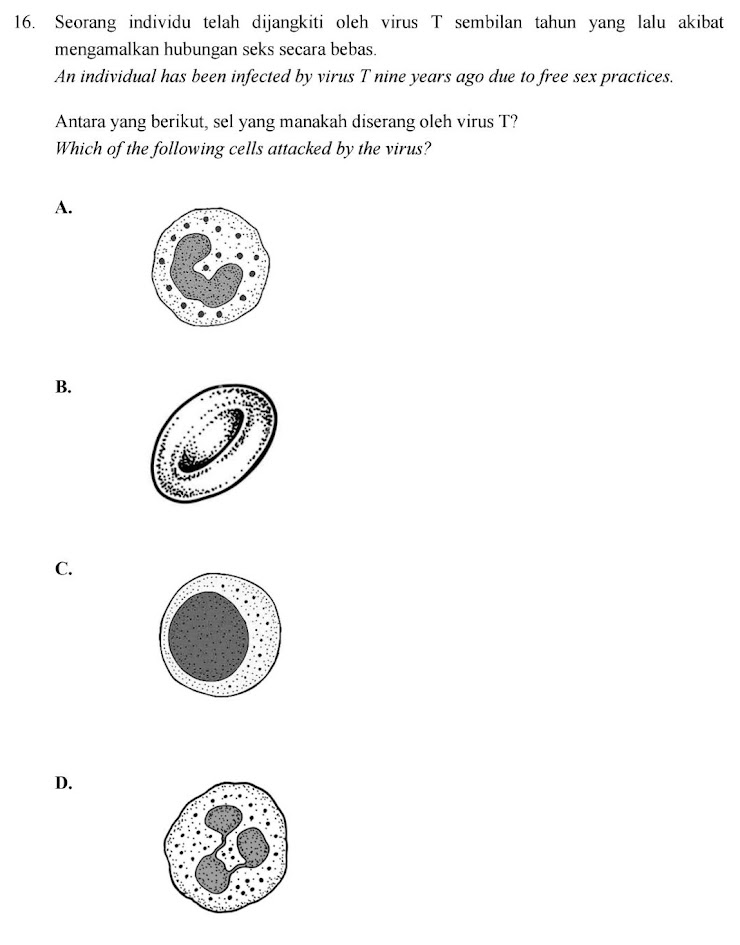 16. Seorang individu telah dijangkiti oleh virus T sembilan tahun yang lalu akibat
mengamalkan hubungan seks secara bebas.
An individual has been infected by virus T nine years ago due to free sex practices.
Antara yang berikut, sel yang manakah diserang oleh virus T?
Which of the following cells attacked by the virus?
A.
B.
C.
D.